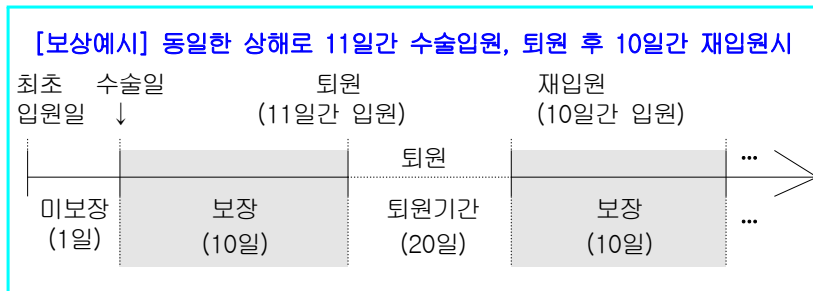 [보상예시] 동일한 상해로 11일간 수술입원, 퇴원 후 10일간 재입원시
최초 수술일 퇴원 재입원
입원일 ↓ (11일간 입원) (10일간 입원)
퇴원 ...
미보장 보장 퇴원기간 보장 ...
(1일) (10일) (20일) (10일)